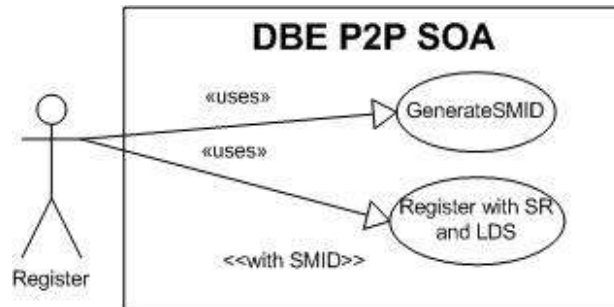 DBE P2P SOA
«uses»
GenerateSMID
«uses»
Register with SR
and LDS
<<with SMID>>
Register